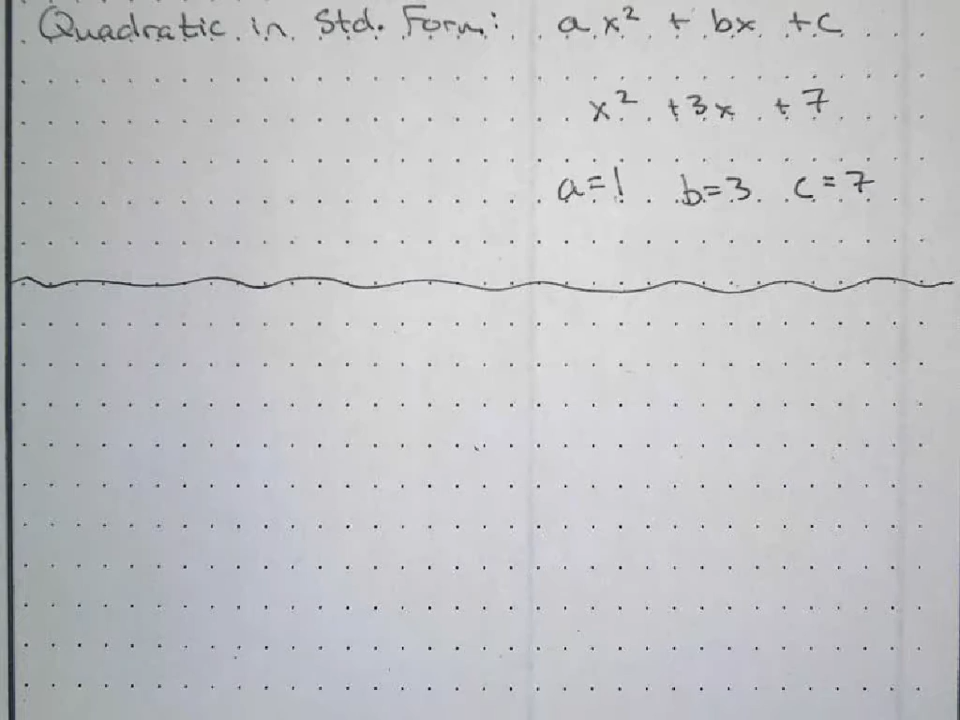 Quadratic in Std. Form: ax² + bx + c
x² + 3x + 7
a=1 b=3 c=7